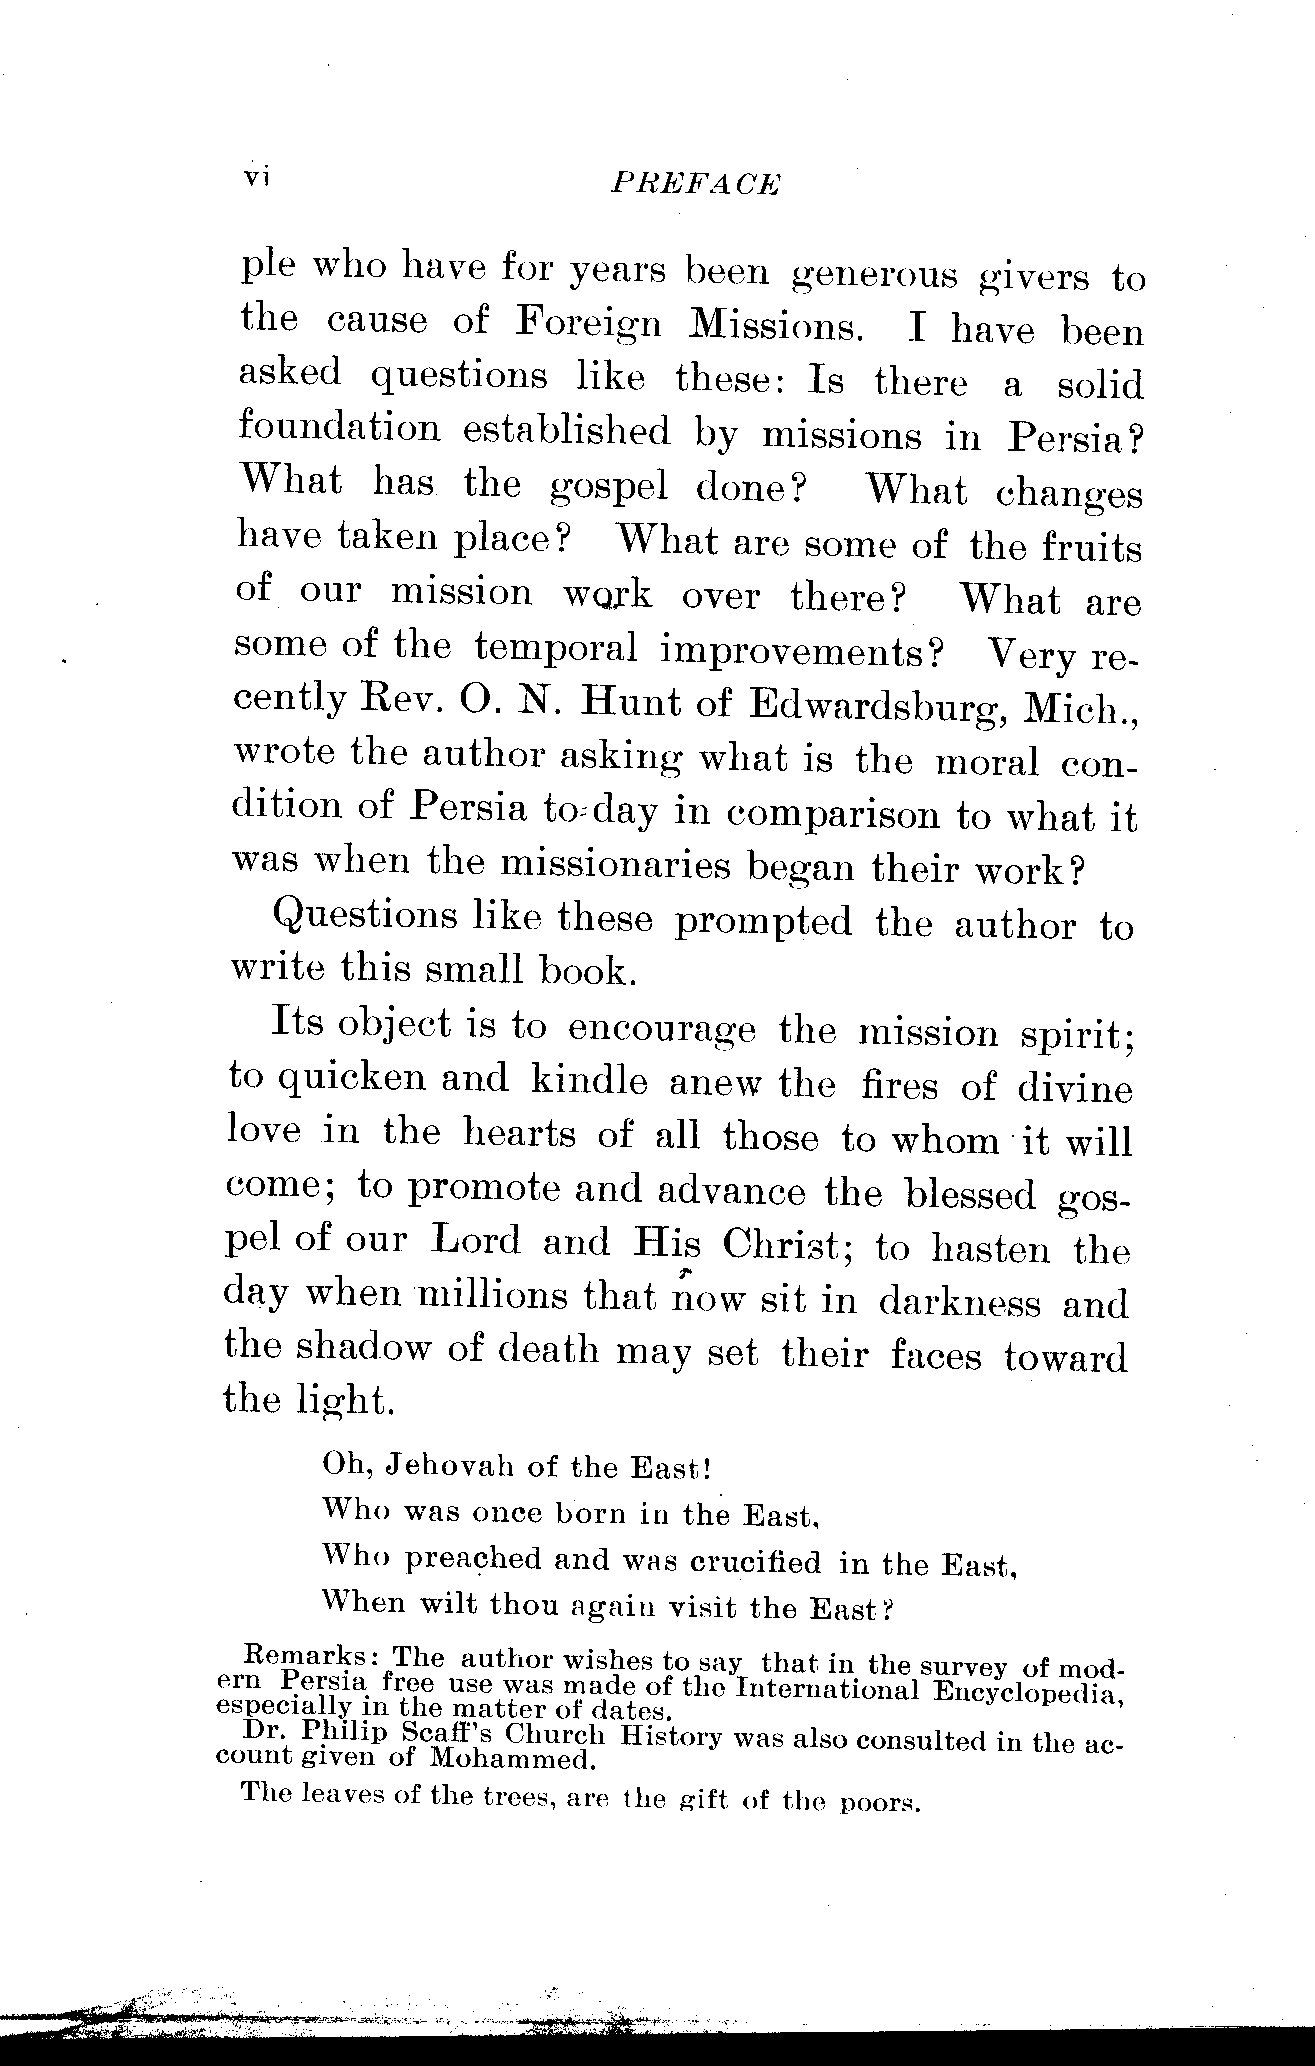 vi PREFACE
ple who have for years been generous givers to
the cause of Foreign Missions. I have been
asked questions like these: Is there a solid
foundation established by missions in Persia?
What has the gospel done? What changes
have taken place? What are some of the fruits
of our mission work over there? What are
some of the temporal improvements? Very re-
cently Rev. O. N. Hunt of Edwardsburg, Mich.,
wrote the author asking what is the moral con-
dition of Persia to-day in comparison to what it
was when the missionaries began their work?
Questions like these prompted the author to
write this small book.
Its object is to encourage the mission spirit;
to quicken and kindle anew the fires of divine
love in the hearts of all those to whom it will
come; to promote and advance the blessed gos-
pel of our Lord and His Christ; to hasten the
day when millions that now sit in darkness and
the shadow of death may set their faces toward
the light.
Oh, Jehovah of the East!
Who was once born in the East,
Who preached and was crucified in the East,
When wilt thou again visit the East?
Remarks: The author wishes to say that in the survey of mod-
ern Persia free use was made of the International Encyclopedia,
especially in the matter of dates.
Dr. Philip Scaff's Church History was also consulted in the ac-
count given of Mohammed.
The leaves of the trees, are the gift of the poors.